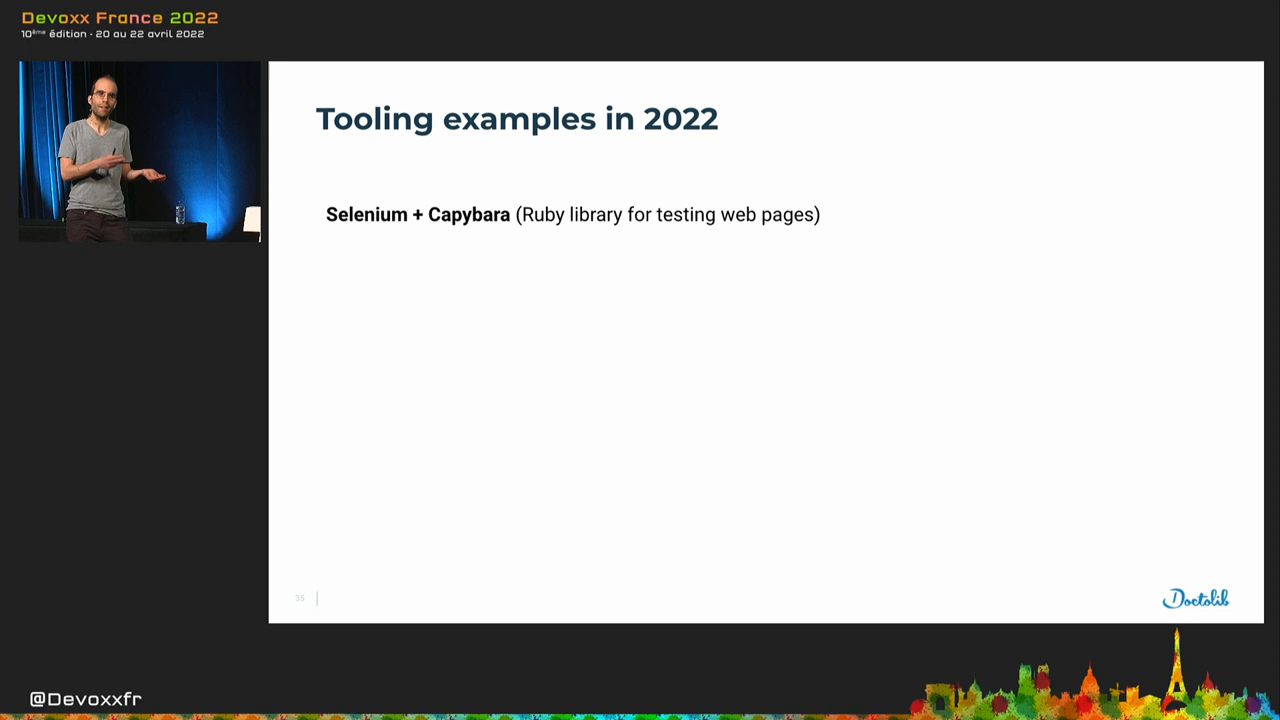 Devoxx France 2022
10ème édition - 20 au 22 avril 2022
Tooling examples in 2022
Selenium + Capybara (Ruby library for testing web pages)
35
Doctolib
@Devoxxfr